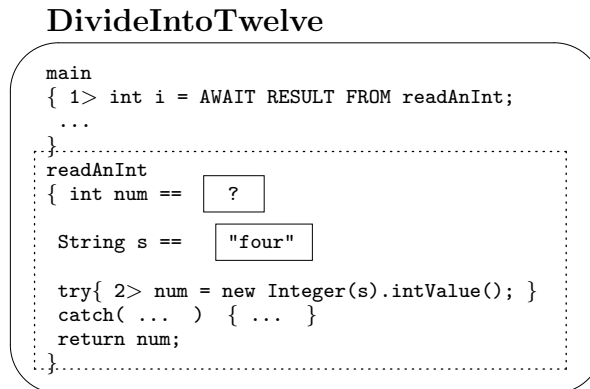 DivideIntoTwelve
main
{ 1> int i = AWAIT RESULT FROM readAnInt;
...
}
readAnInt
{ int num == ?
String s == "four"
try{ 2> num = new Integer(s).intValue(); }
catch( ... ) { ... }
return num;
}